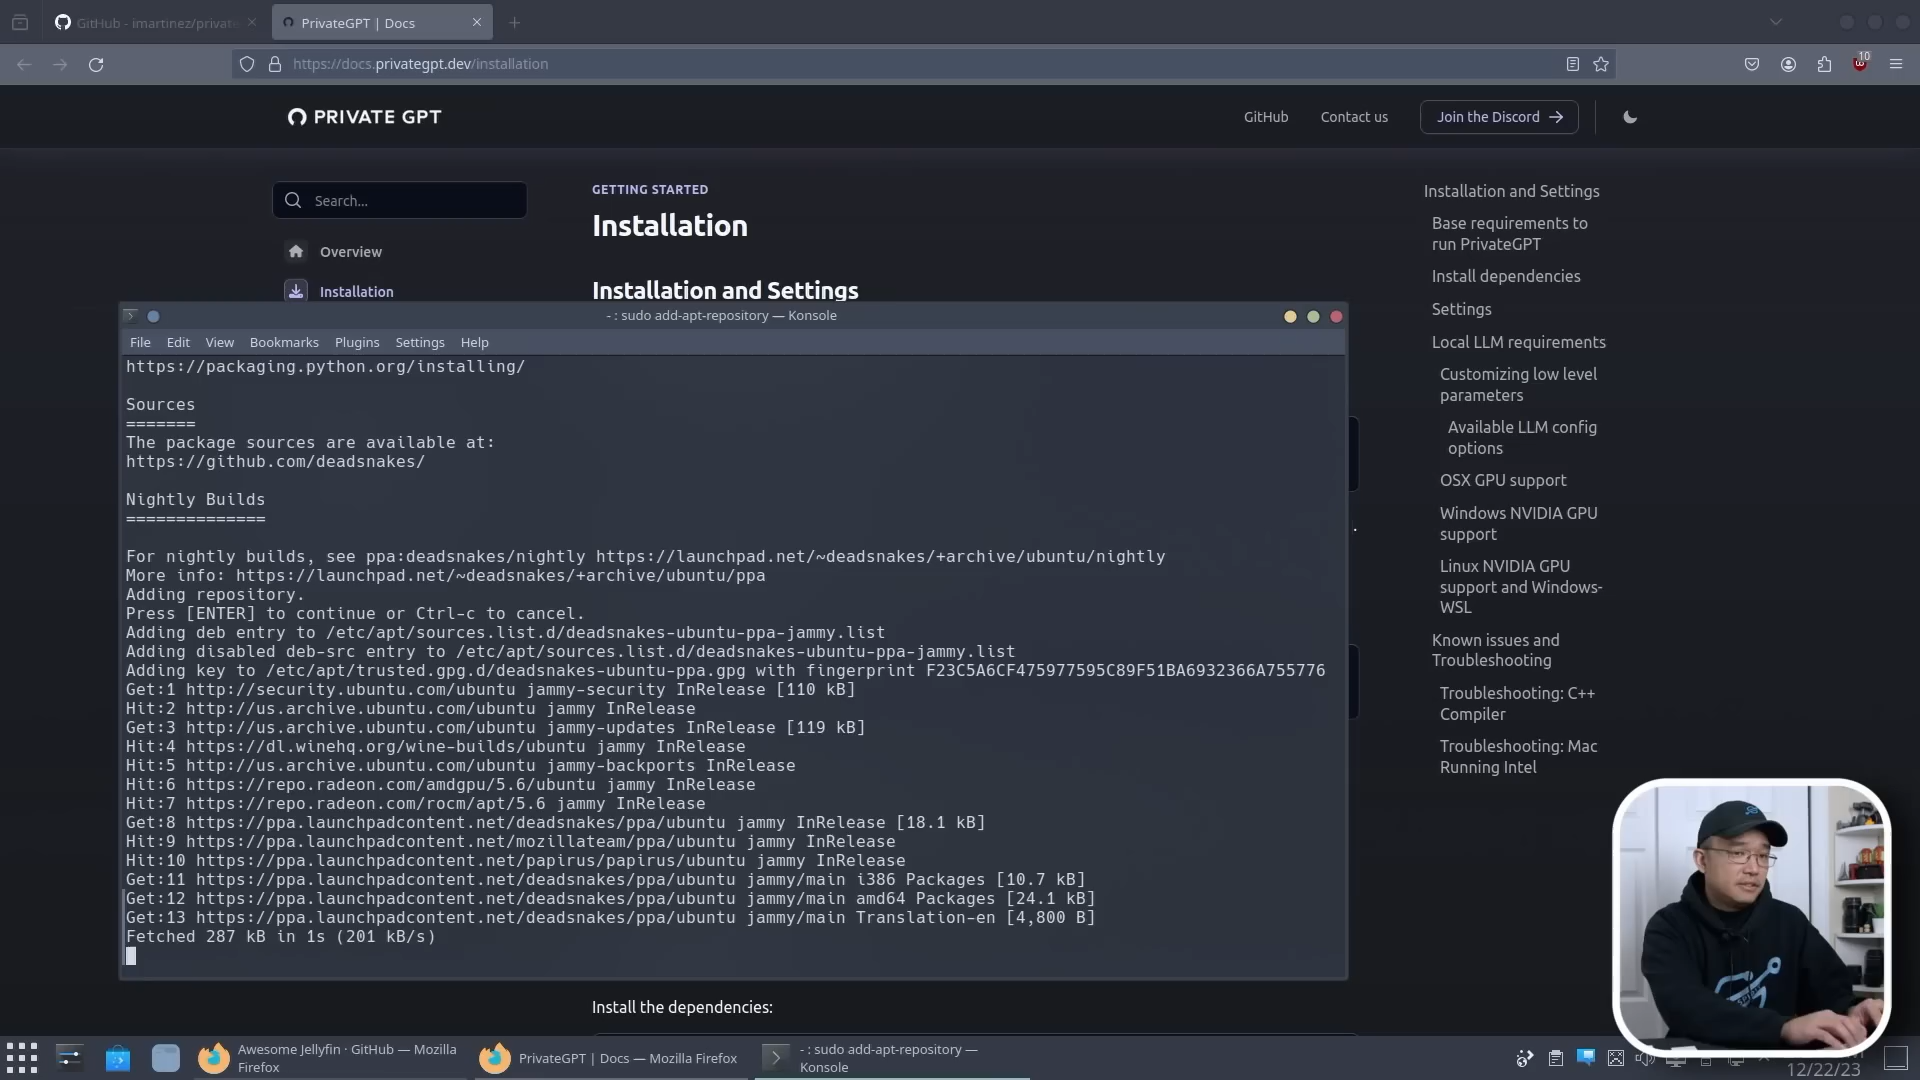 GitHub - imartinez/private
PrivateGPT | Docs
https://docs.privategpt.dev/installation
10
PRIVATE GPT
GitHub
Contact us
Join the Discord
Search...
Overview
Installation
GETTING STARTED
Installation
Installation and Settings
Installation and Settings
Base requirements to
run PrivateGPT
Install dependencies
Settings
Local LLM requirements
Customizing low level
parameters
Available LLM config
options
OSX GPU support
Windows NVIDIA GPU
support
Linux NVIDIA GPU
support and Windows-
WSL
Known issues and
Troubleshooting
Troubleshooting: C++
Compiler
Troubleshooting: Mac
Running Intel
- : sudo add-apt-repository — Konsole
File Edit View Bookmarks Plugins Settings Help
https://packaging.python.org/installing/
Sources
=======
The package sources are available at:
https://github.com/deadsnakes/
Nightly Builds
==============
For nightly builds, see ppa:deadsnakes/nightly https://launchpad.net/~deadsnakes/+archive/ubuntu/nightly
More info: https://launchpad.net/~deadsnakes/+archive/ubuntu/ppa
Adding repository.
Press [ENTER] to continue or Ctrl-c to cancel.
Adding deb entry to /etc/apt/sources.list.d/deadsnakes-ubuntu-ppa-jammy.list
Adding disabled deb-src entry to /etc/apt/sources.list.d/deadsnakes-ubuntu-ppa-jammy.list
Adding key to /etc/apt/trusted.gpg.d/deadsnakes-ubuntu-ppa.gpg with fingerprint F23C5A6CF475977595C89F51BA6932366A755776
Get:1 http://security.ubuntu.com/ubuntu jammy-security InRelease [110 kB]
Hit:2 http://us.archive.ubuntu.com/ubuntu jammy InRelease
Get:3 http://us.archive.ubuntu.com/ubuntu jammy-updates InRelease [119 kB]
Hit:4 https://dl.winehq.org/wine-builds/ubuntu jammy InRelease
Hit:5 http://us.archive.ubuntu.com/ubuntu jammy-backports InRelease
Hit:6 https://repo.radeon.com/amdgpu/5.6/ubuntu jammy InRelease
Hit:7 https://repo.radeon.com/rocm/apt/5.6 jammy InRelease
Get:8 https://ppa.launchpadcontent.net/deadsnakes/ppa/ubuntu jammy InRelease [18.1 kB]
Hit:9 https://ppa.launchpadcontent.net/mozillateam/ppa/ubuntu jammy InRelease
Hit:10 https://ppa.launchpadcontent.net/papirus/papirus/ubuntu jammy InRelease
Get:11 https://ppa.launchpadcontent.net/deadsnakes/ppa/ubuntu jammy/main i386 Packages [10.7 kB]
Get:12 https://ppa.launchpadcontent.net/deadsnakes/ppa/ubuntu jammy/main amd64 Packages [24.1 kB]
Get:13 https://ppa.launchpadcontent.net/deadsnakes/ppa/ubuntu jammy/main Translation-en [4,800 B]
Fetched 287 kB in 1s (201 kB/s)
Install the dependencies:
Awesome Jellyfin · GitHub — Mozilla
Firefox
PrivateGPT | Docs — Mozilla Firefox
- : sudo add-apt-repository —
Konsole
12/22/23